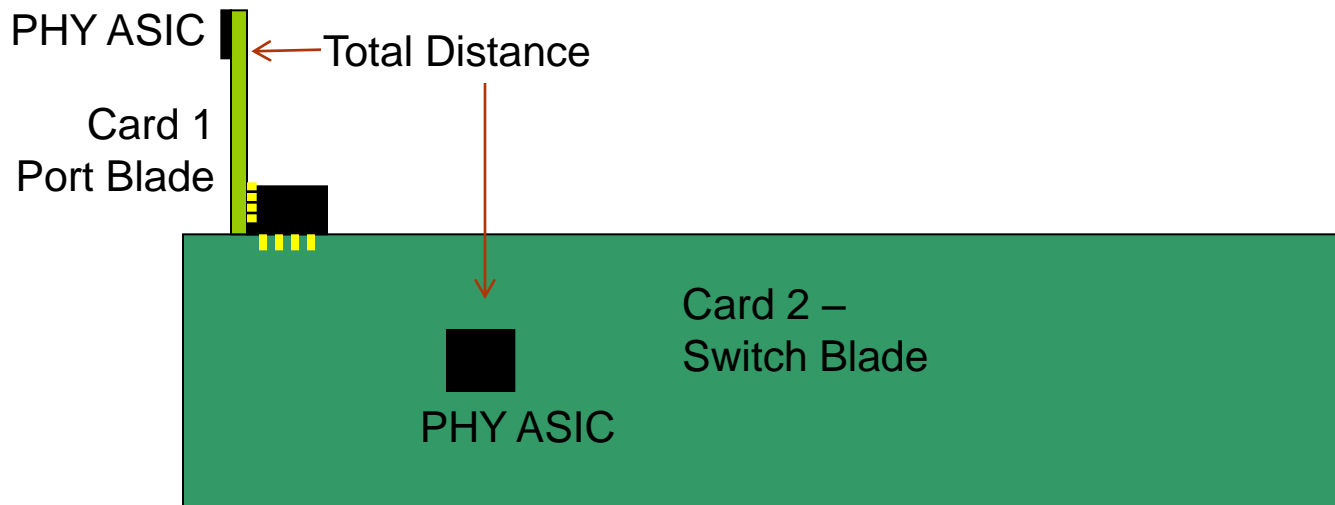 PHY ASIC
Total Distance
Card 1
Port Blade
Card 2 –
Switch Blade
PHY ASIC